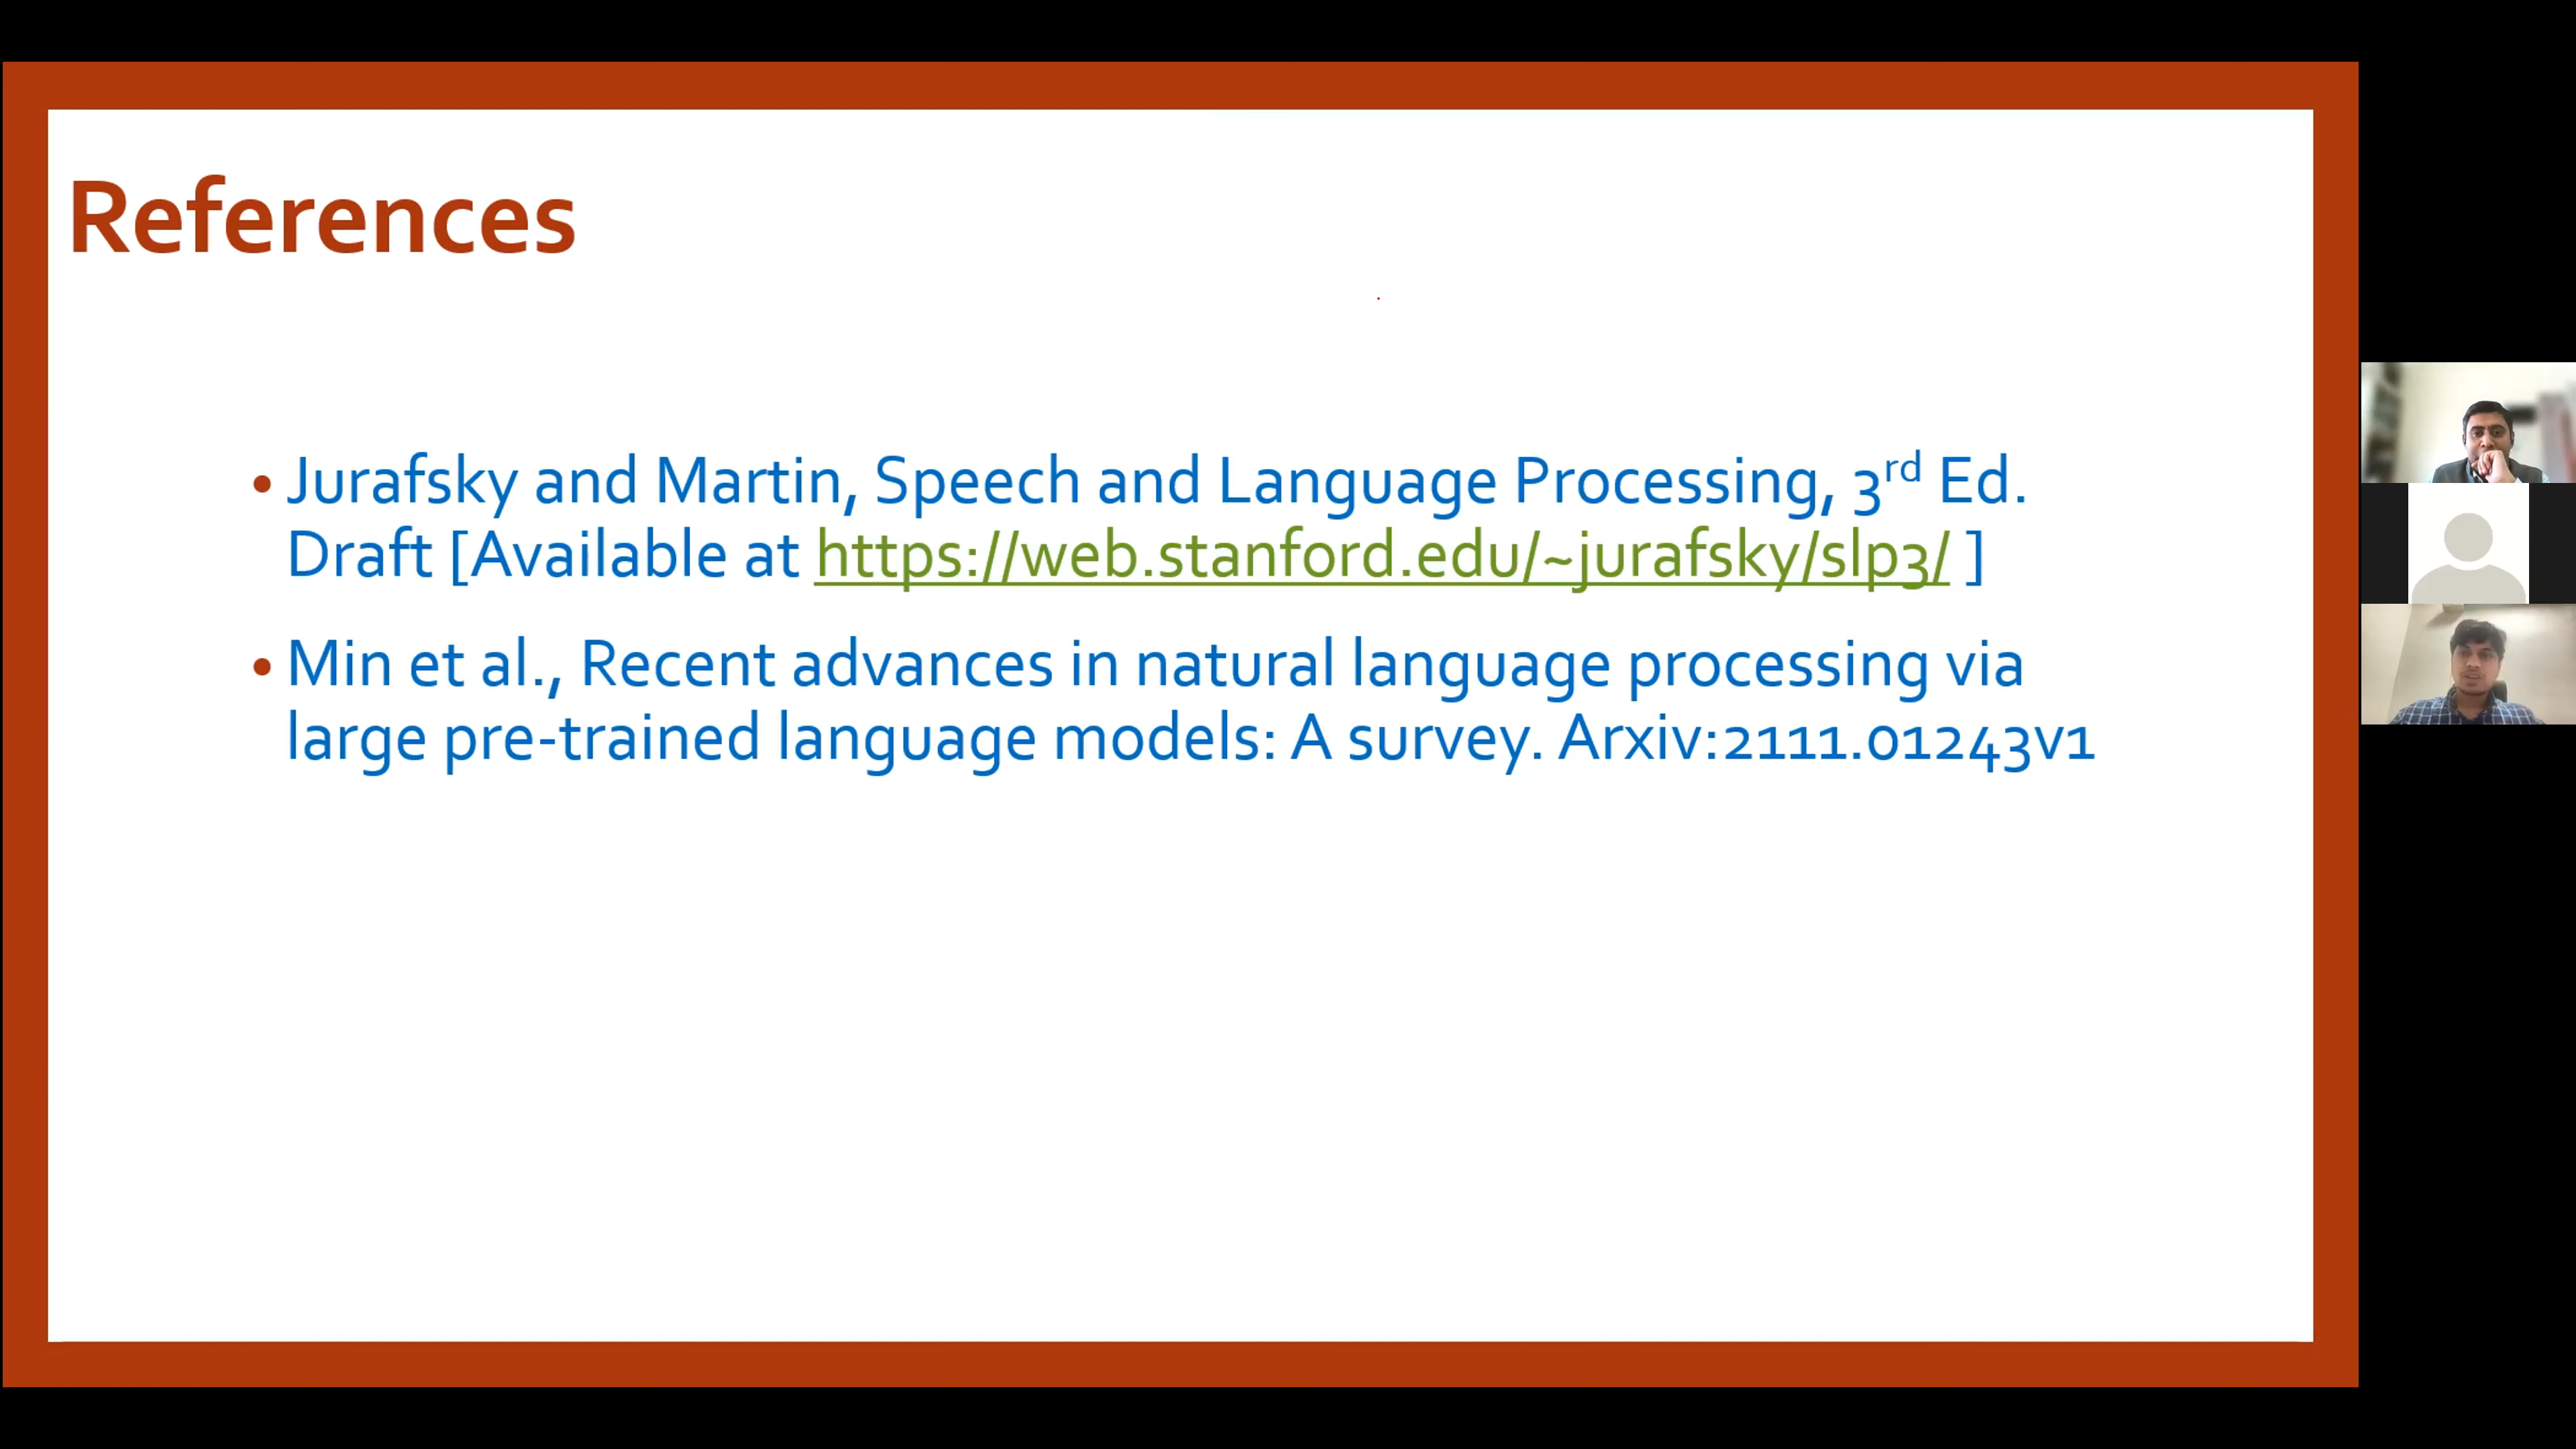 References
• Jurafsky and Martin, Speech and Language Processing, 3rd Ed.
Draft [Available at https://web.stanford.edu/~jurafsky/slp3/ ]
• Min et al., Recent advances in natural language processing via
large pre-trained language models: A survey. Arxiv:2111.01243v1